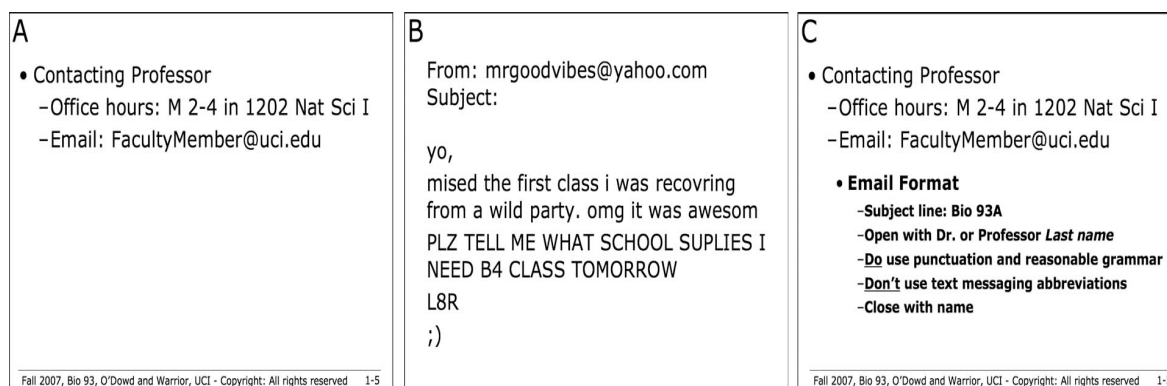 A
• Contacting Professor
–Office hours: M 2-4 in 1202 Nat Sci I
–Email: FacultyMember@uci.edu
Fall 2007, Bio 93, O'Dowd and Warrior, UCI - Copyright: All rights reserved 1-5
B
From: mrgoodvibes@yahoo.com
Subject:
yo,
mised the first class i was recovring
from a wild party. omg it was awesom
PLZ TELL ME WHAT SCHOOL SUPLIES I
NEED B4 CLASS TOMORROW
L8R
;)
C
• Contacting Professor
–Office hours: M 2-4 in 1202 Nat Sci I
–Email: FacultyMember@uci.edu
• Email Format
–Subject line: Bio 93A
–Open with Dr. or Professor Last name
–Do use punctuation and reasonable grammar
–Don't use text messaging abbreviations
–Close with name
Fall 2007, Bio 93, O'Dowd and Warrior, UCI - Copyright: All rights reserved